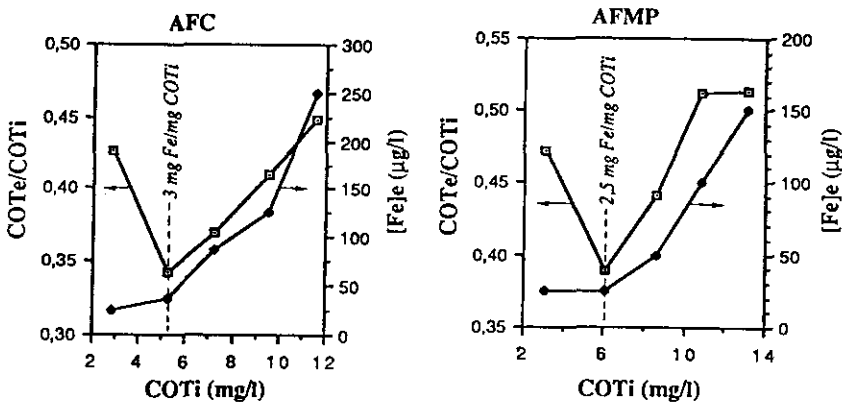 AFC
0,50
0,45
0,40
0,35
0,30
COTe/COTi
3 mg Fe/mg COTi
300
250
200
150
100
50
0
[Fe]e (µg/l)
2 4 6 8 10 12
COTi (mg/l)
AFMP
0,55
0,50
0,45
0,40
0,35
COTe/COTi
2,5 mg Fe/mg COTi
200
150
100
50
0
[Fe]e (µg/l)
2 6 10 14
COTi (mg/l)